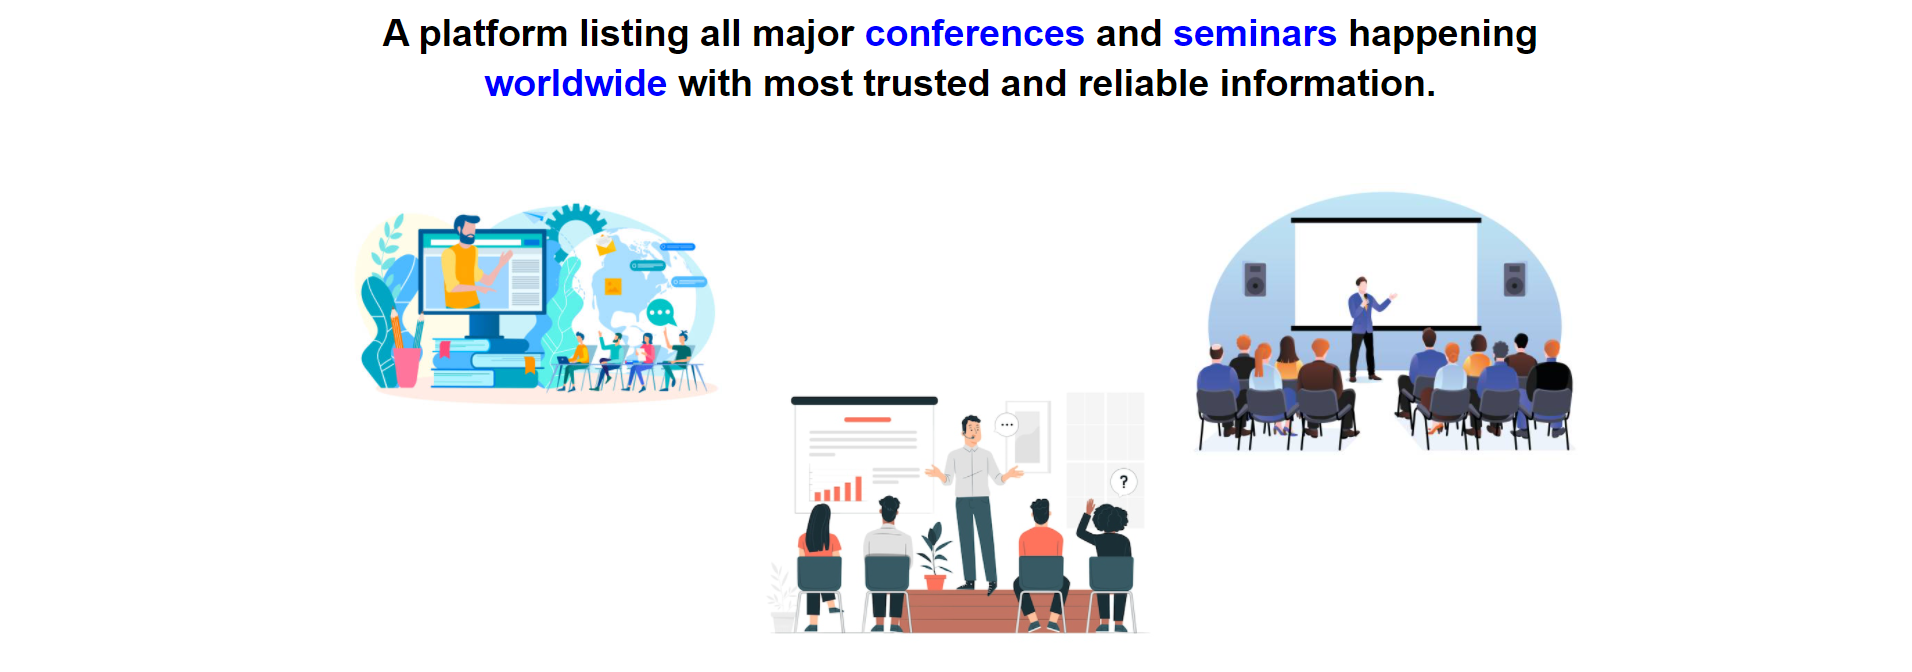 A platform listing all major conferences and seminars happening
worldwide with most trusted and reliable information.
?